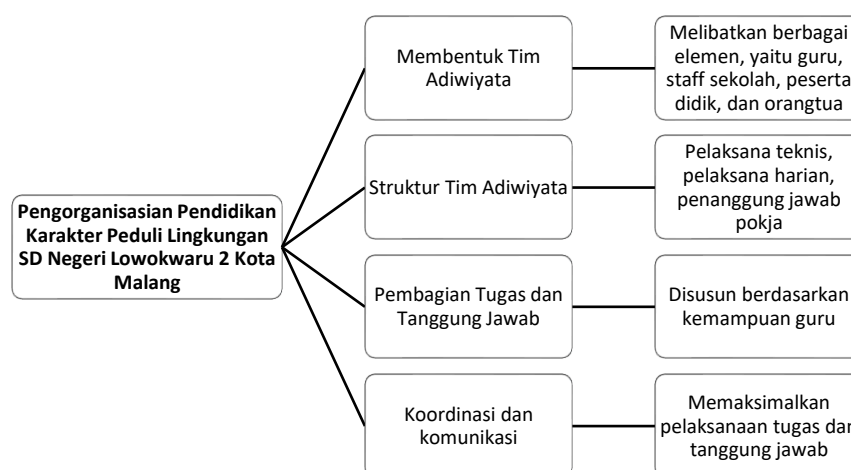 Pengorganisasian Pendidikan
Karakter Peduli Lingkungan
SD Negeri Lowokwaru 2 Kota
Malang
Membentuk Tim
Adiwiyata
Melibatkan berbagai
elemen, yaitu guru,
staff sekolah, peserta
didik, dan orangtua
Struktur Tim Adiwiyata
Pelaksana teknis,
pelaksana harian,
penanggung jawab
pokja
Pembagian Tugas dan
Tanggung Jawab
Disusun berdasarkan
kemampuan guru
Koordinasi dan
komunikasi
Memaksimalkan
pelaksanaan tugas dan
tanggung jawab